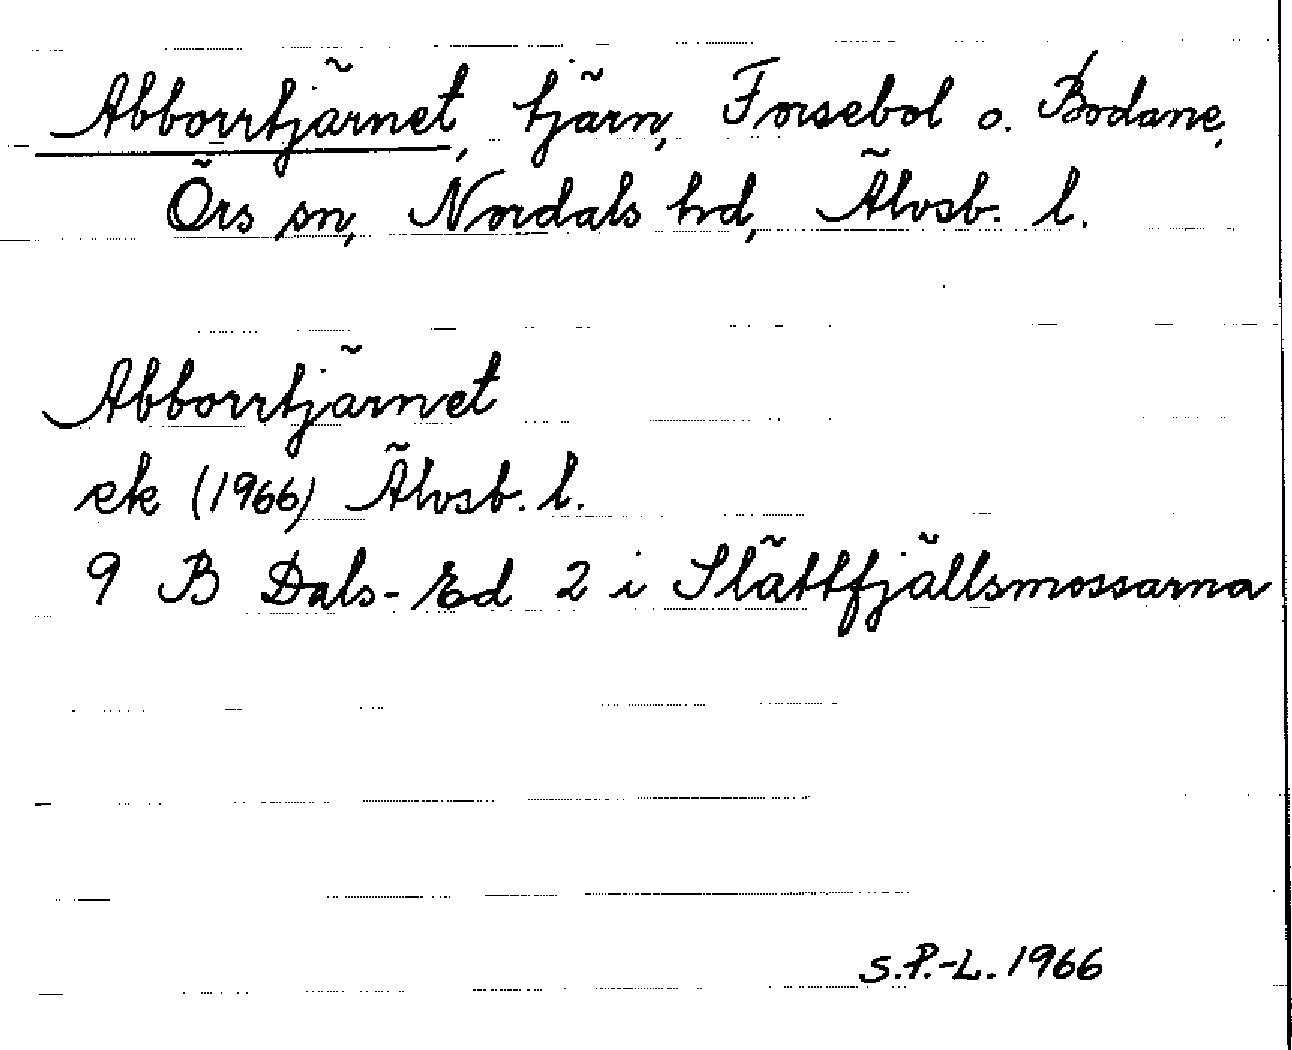 Abborrtjärnet, tjärn, Forsebol o. Bodane,
Örs sn, Nordals hd, Älvsb. l.
Abborrtjärnet
ek (1966) Älvsb. l.
9 B Dals-Ed 2 i Slättfjällsmossarna
S.P.-L. 1966